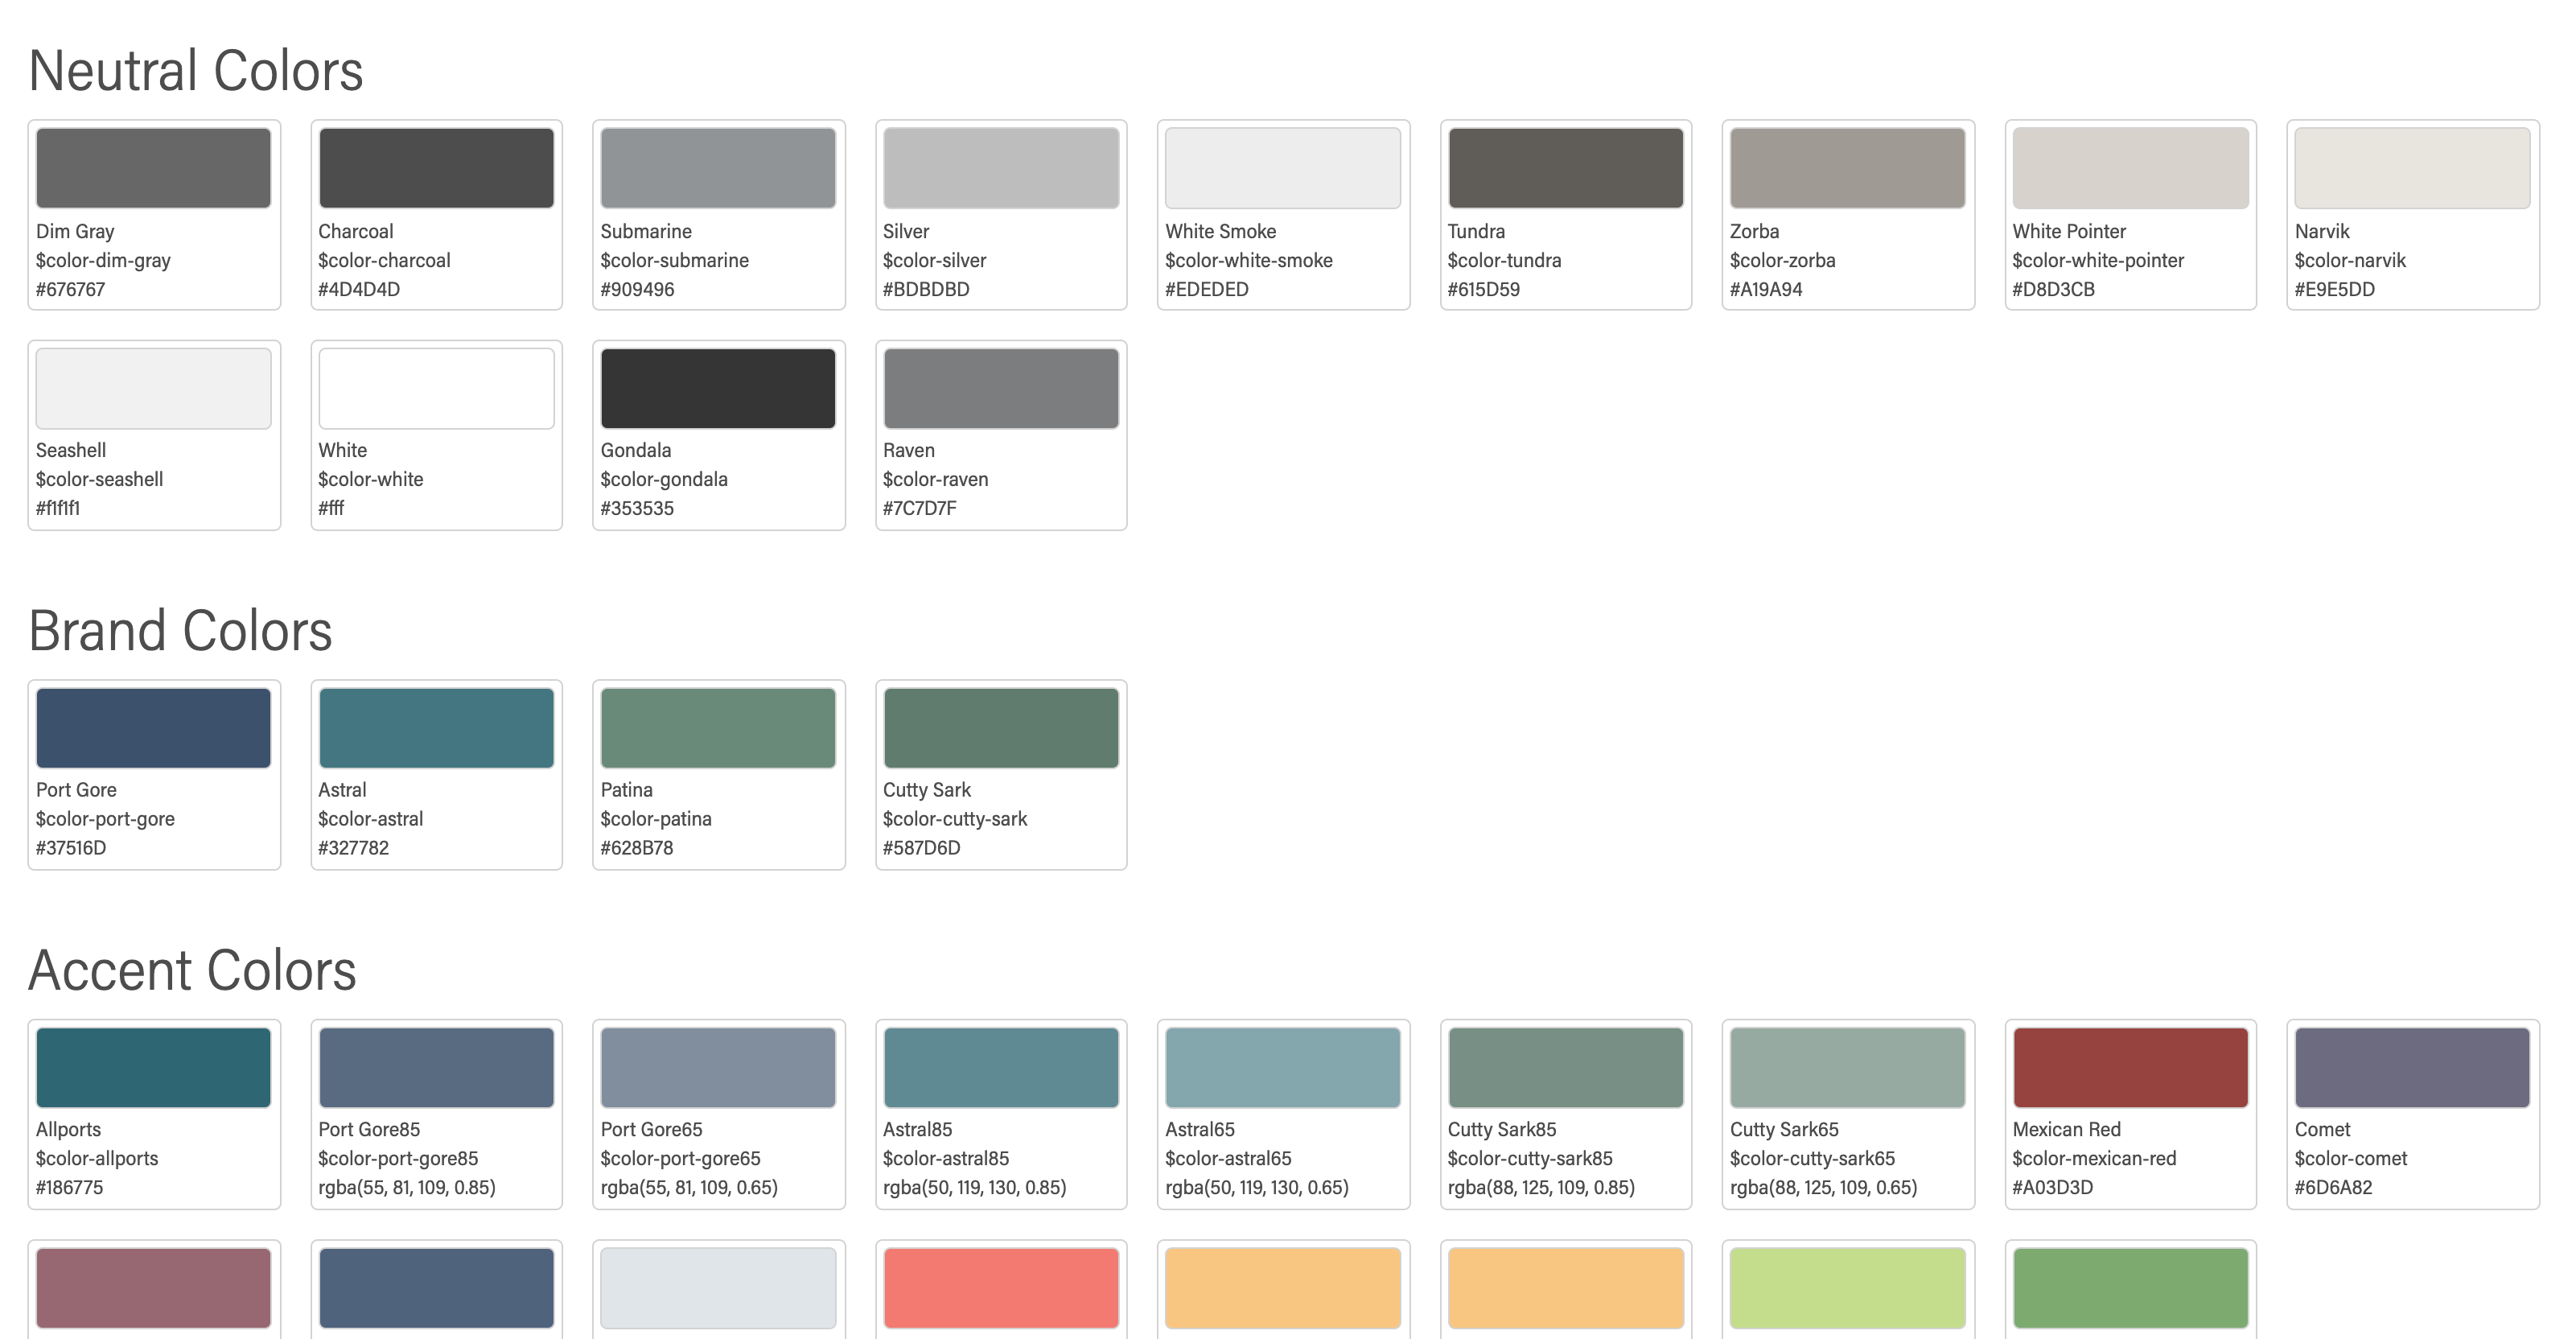 Neutral Colors
Dim Gray
$color-dim-gray
#676767
Charcoal
$color-charcoal
#4D4D4D
Submarine
$color-submarine
#909496
Silver
$color-silver
#BDBDBD
White Smoke
$color-white-smoke
#EDEDED
Tundra
$color-tundra
#615D59
Zorba
$color-zorba
#A19A94
White Pointer
$color-white-pointer
#D8D3CB
Narvik
$color-narvik
#E9E5DD
Seashell
$color-seashell
#f1f1f1
White
$color-white
#fff
Gondala
$color-gondala
#353535
Raven
$color-raven
#7C7D7F
Brand Colors
Port Gore
$color-port-gore
#37516D
Astral
$color-astral
#327782
Patina
$color-patina
#628B78
Cutty Sark
$color-cutty-sark
#587D6D
Accent Colors
Allports
$color-allports
#186775
Port Gore85
$color-port-gore85
rgba(55, 81, 109, 0.85)
Port Gore65
$color-port-gore65
rgba(55, 81, 109, 0.65)
Astral85
$color-astral85
rgba(50, 119, 130, 0.85)
Astral65
$color-astral65
rgba(50, 119, 130, 0.65)
Cutty Sark85
$color-cutty-sark85
rgba(88, 125, 109, 0.85)
Cutty Sark65
$color-cutty-sark65
rgba(88, 125, 109, 0.65)
Mexican Red
$color-mexican-red
#A03D3D
Comet
$color-comet
#6D6A82